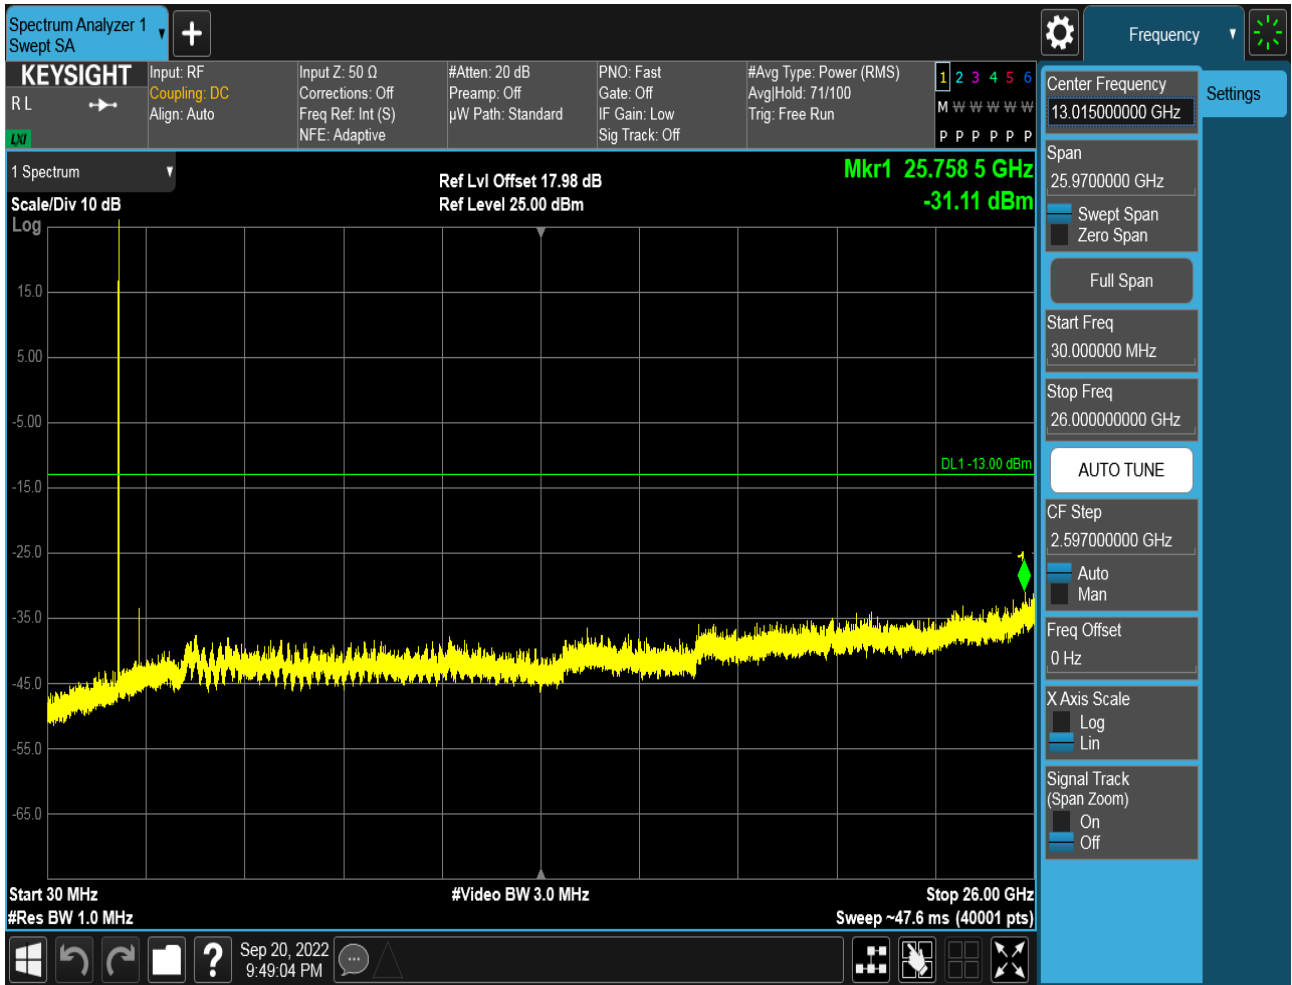 Spectrum Analyzer 1
Swept SA
Frequency
KEYSIGHT
R L
LXI
Input: RF
Coupling: DC
Align: Auto
Input Z: 50 Ω
Corrections: Off
Freq Ref: Int (S)
NFE: Adaptive
#Atten: 20 dB
Preamp: Off
µW Path: Standard
PNO: Fast
Gate: Off
IF Gain: Low
Sig Track: Off
#Avg Type: Power (RMS)
Avg|Hold: 71/100
Trig: Free Run
1 2 3 4 5 6
M W W W W W
P P P P P P
1 Spectrum
Scale/Div 10 dB
Log
Ref Lvl Offset 17.98 dB
Ref Level 25.00 dBm
Mkr1 25.758 5 GHz
-31.11 dBm
15.0
5.00
-5.00
DL1 -13.00 dBm
-15.0
-25.0
1
-35.0
-45.0
-55.0
-65.0
Start 30 MHz
#Res BW 1.0 MHz
#Video BW 3.0 MHz
Stop 26.00 GHz
Sweep ~47.6 ms (40001 pts)
Sep 20, 2022
9:49:04 PM
Center Frequency
13.015000000 GHz
Settings
Span
25.9700000 GHz
Swept Span
Zero Span
Full Span
Start Freq
30.000000 MHz
Stop Freq
26.000000000 GHz
AUTO TUNE
CF Step
2.597000000 GHz
Auto
Man
Freq Offset
0 Hz
X Axis Scale
Log
Lin
Signal Track
(Span Zoom)
On
Off